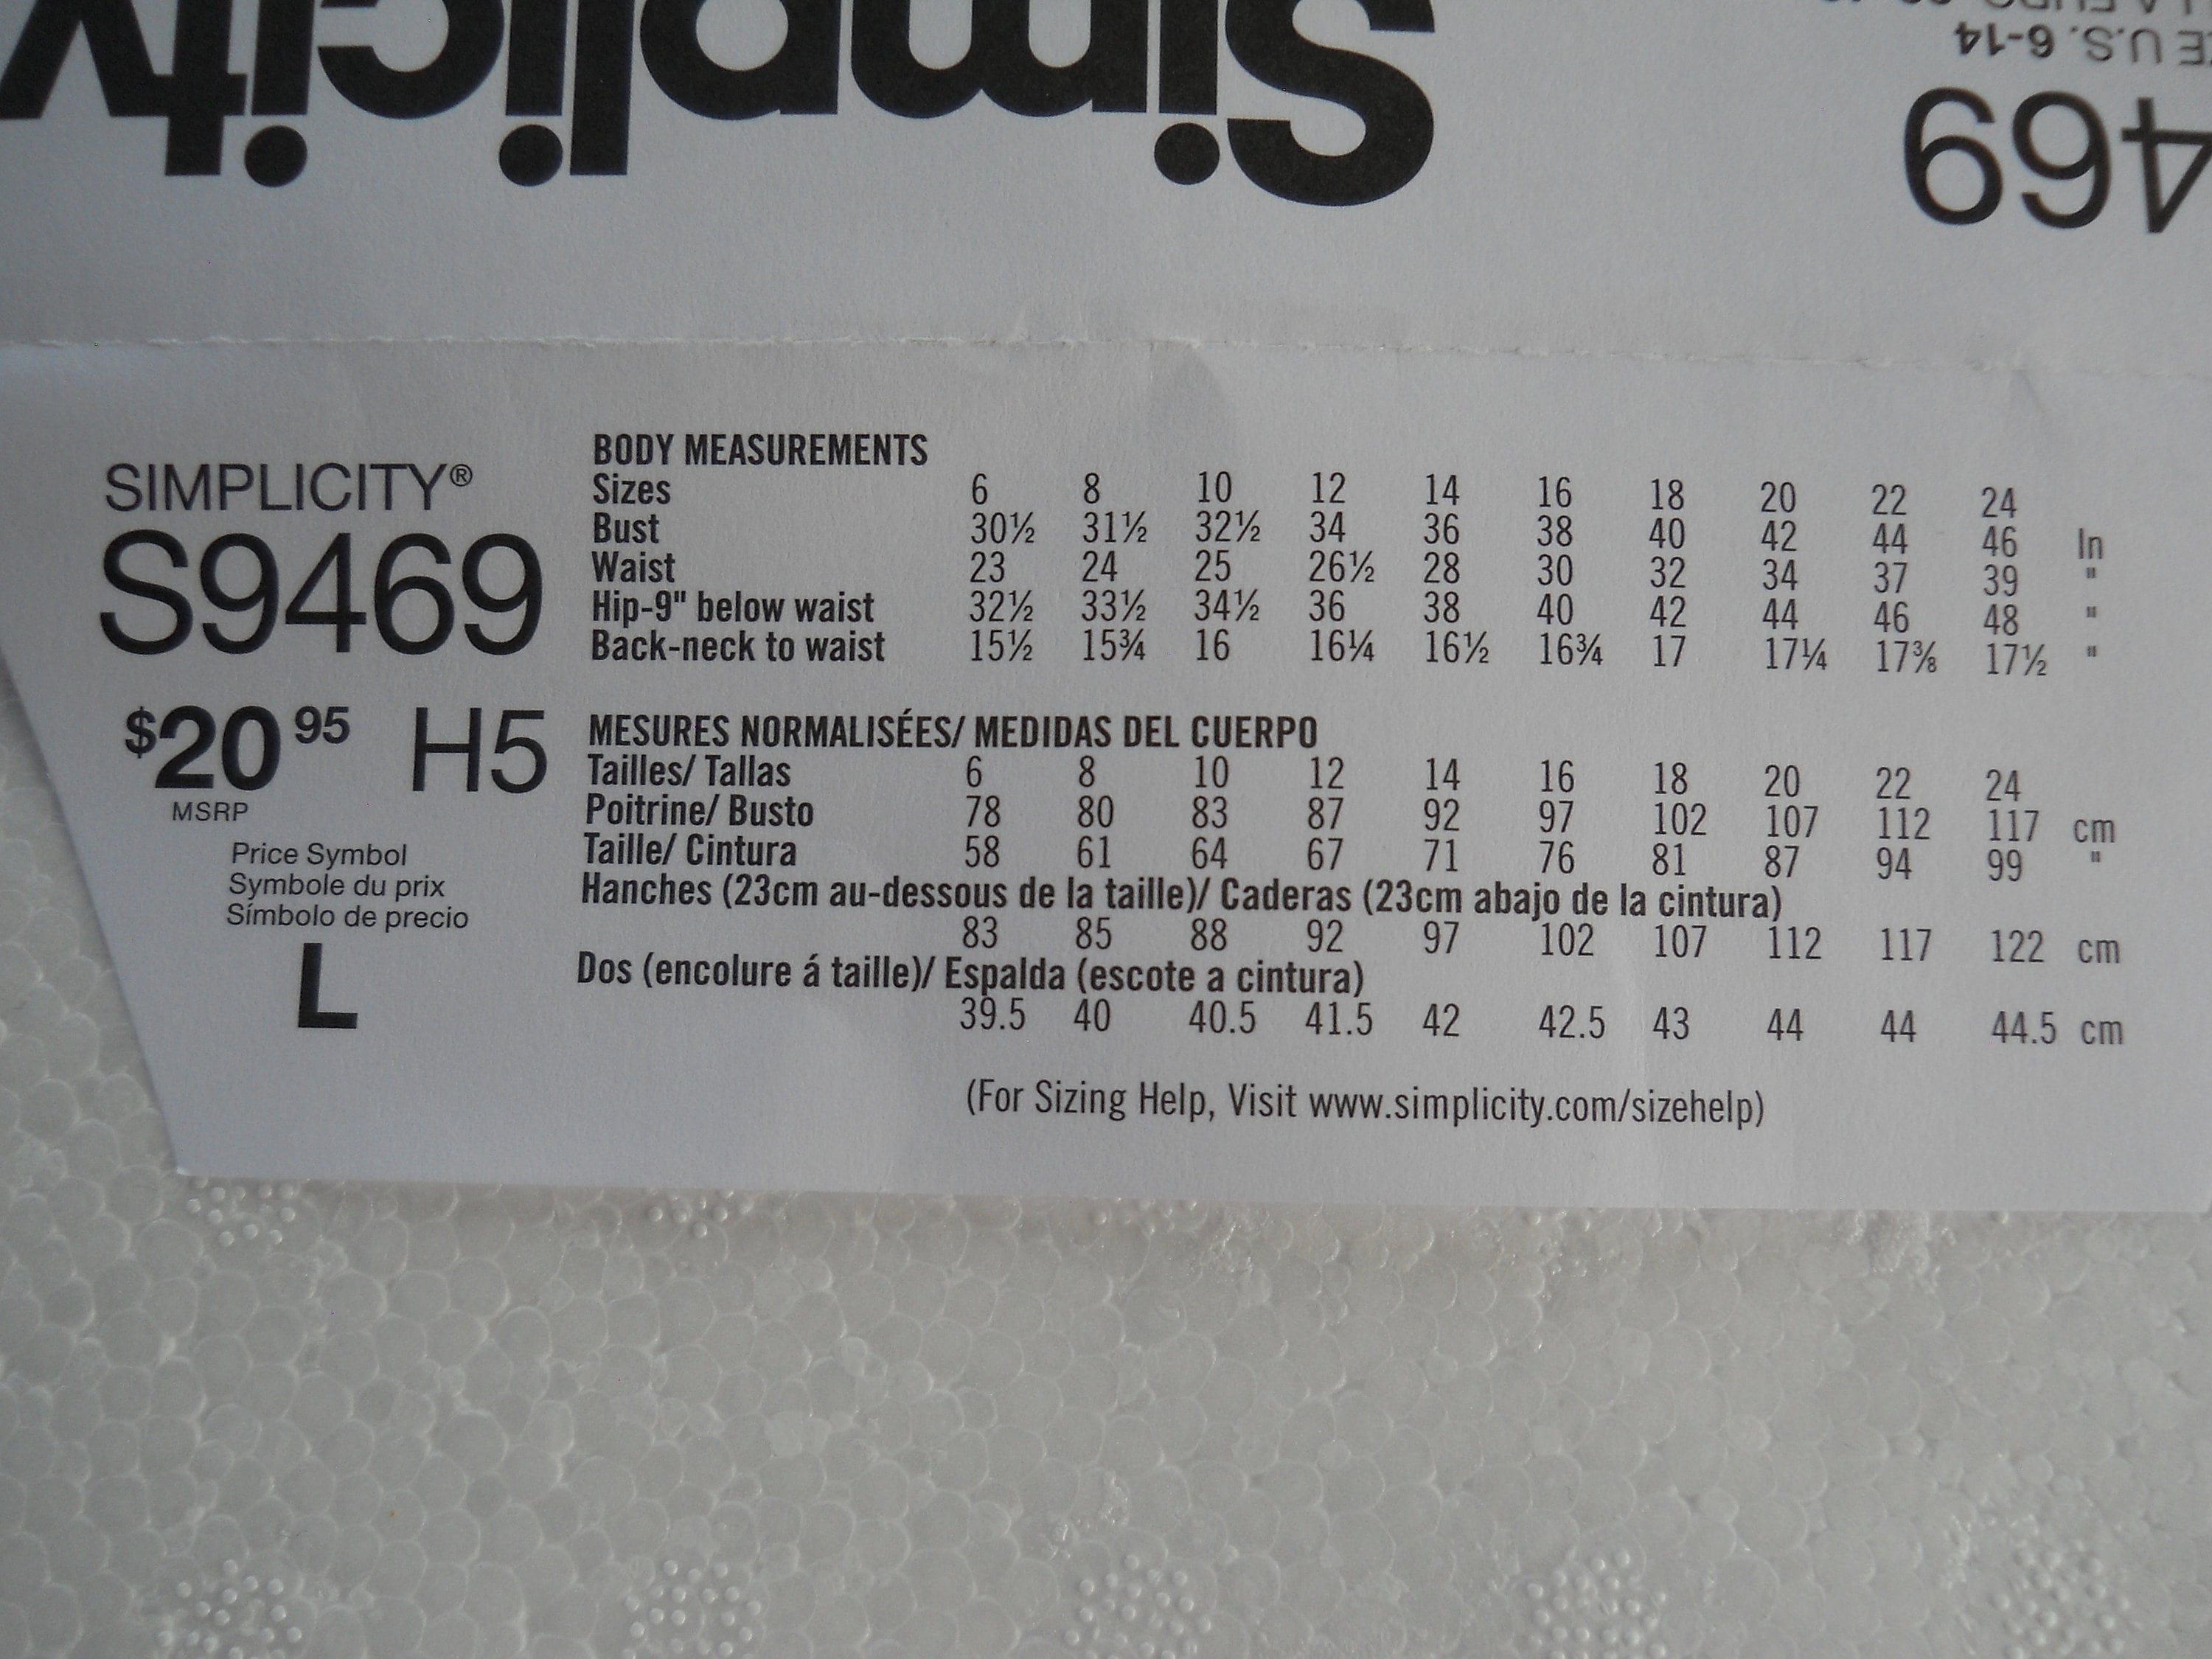 Simplicity
E U.S. 6-14
469
BODY MEASUREMENTS
Sizes 6 8 10 12 14 16 18 20 22 24
Bust 30½ 31½ 32½ 34 36 38 40 42 44 46 In
Waist 23 24 25 26½ 28 30 32 34 37 39 "
Hip-9" below waist 32½ 33½ 34½ 36 38 40 42 44 46 48 "
Back-neck to waist 15½ 15¾ 16 16¼ 16½ 16¾ 17 17¼ 17⅜ 17½ "
SIMPLICITY®
S9469
$20 95 H5
MSRP
Price Symbol
Symbole du prix
Símbolo de precio
L
MESURES NORMALISÉES/ MEDIDAS DEL CUERPO
Tailles/ Tallas 6 8 10 12 14 16 18 20 22 24
Poitrine/ Busto 78 80 83 87 92 97 102 107 112 117 cm
Taille/ Cintura 58 61 64 67 71 76 81 87 94 99 "
Hanches (23cm au-dessous de la taille)/ Caderas (23cm abajo de la cintura)
83 85 88 92 97 102 107 112 117 122 cm
Dos (encolure á taille)/ Espalda (escote a cintura)
39.5 40 40.5 41.5 42 42.5 43 44 44 44.5 cm
(For Sizing Help, Visit www.simplicity.com/sizehelp)